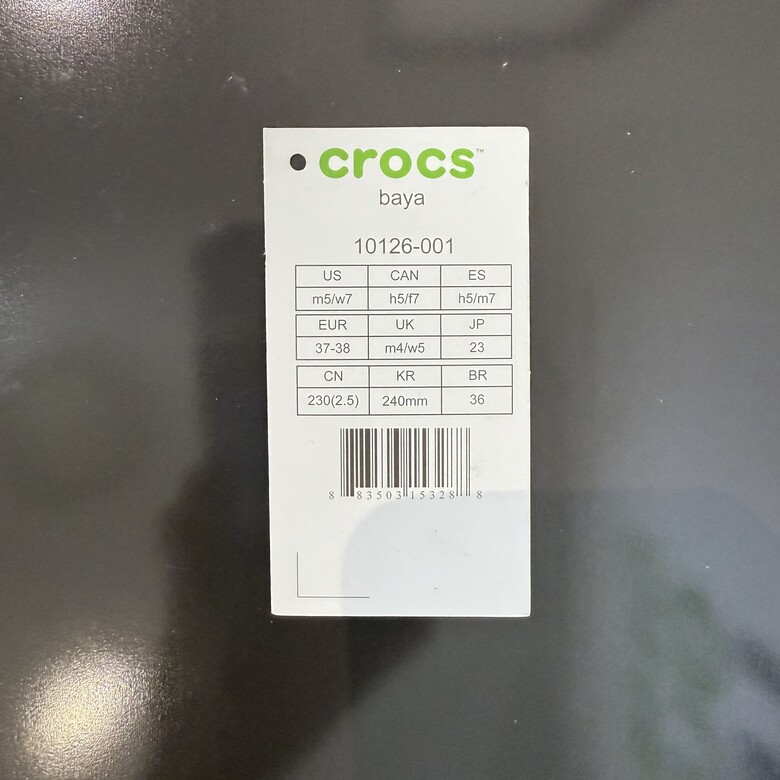 crocs™
baya
10126-001
US CAN ES
m5/w7 h5/f7 h5/m7
EUR UK JP
37-38 m4/w5 23
CN KR BR
230(2.5) 240mm 36
8 83503 15328 8